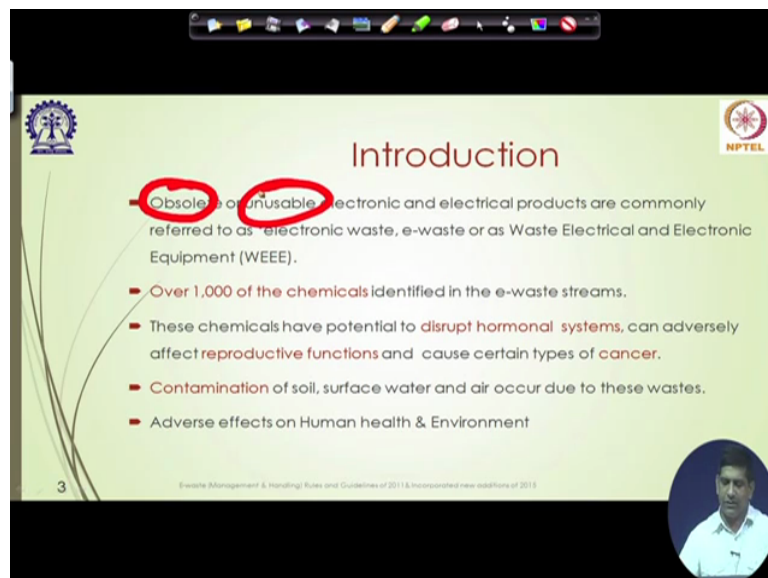 NPTEL
Introduction
Obsolete or unusable electronic and electrical products are commonly
referred to as "electronic waste, e-waste or as Waste Electrical and Electronic
Equipment (WEEE).
Over 1,000 of the chemicals identified in the e-waste streams.
These chemicals have potential to disrupt hormonal systems, can adversely
affect reproductive functions and cause certain types of cancer.
Contamination of soil, surface water and air occur due to these wastes.
Adverse effects on Human health & Environment
3
E-waste (Management & Handling) Rules and Guidelines of 2011& Incorporated new additions of 2015